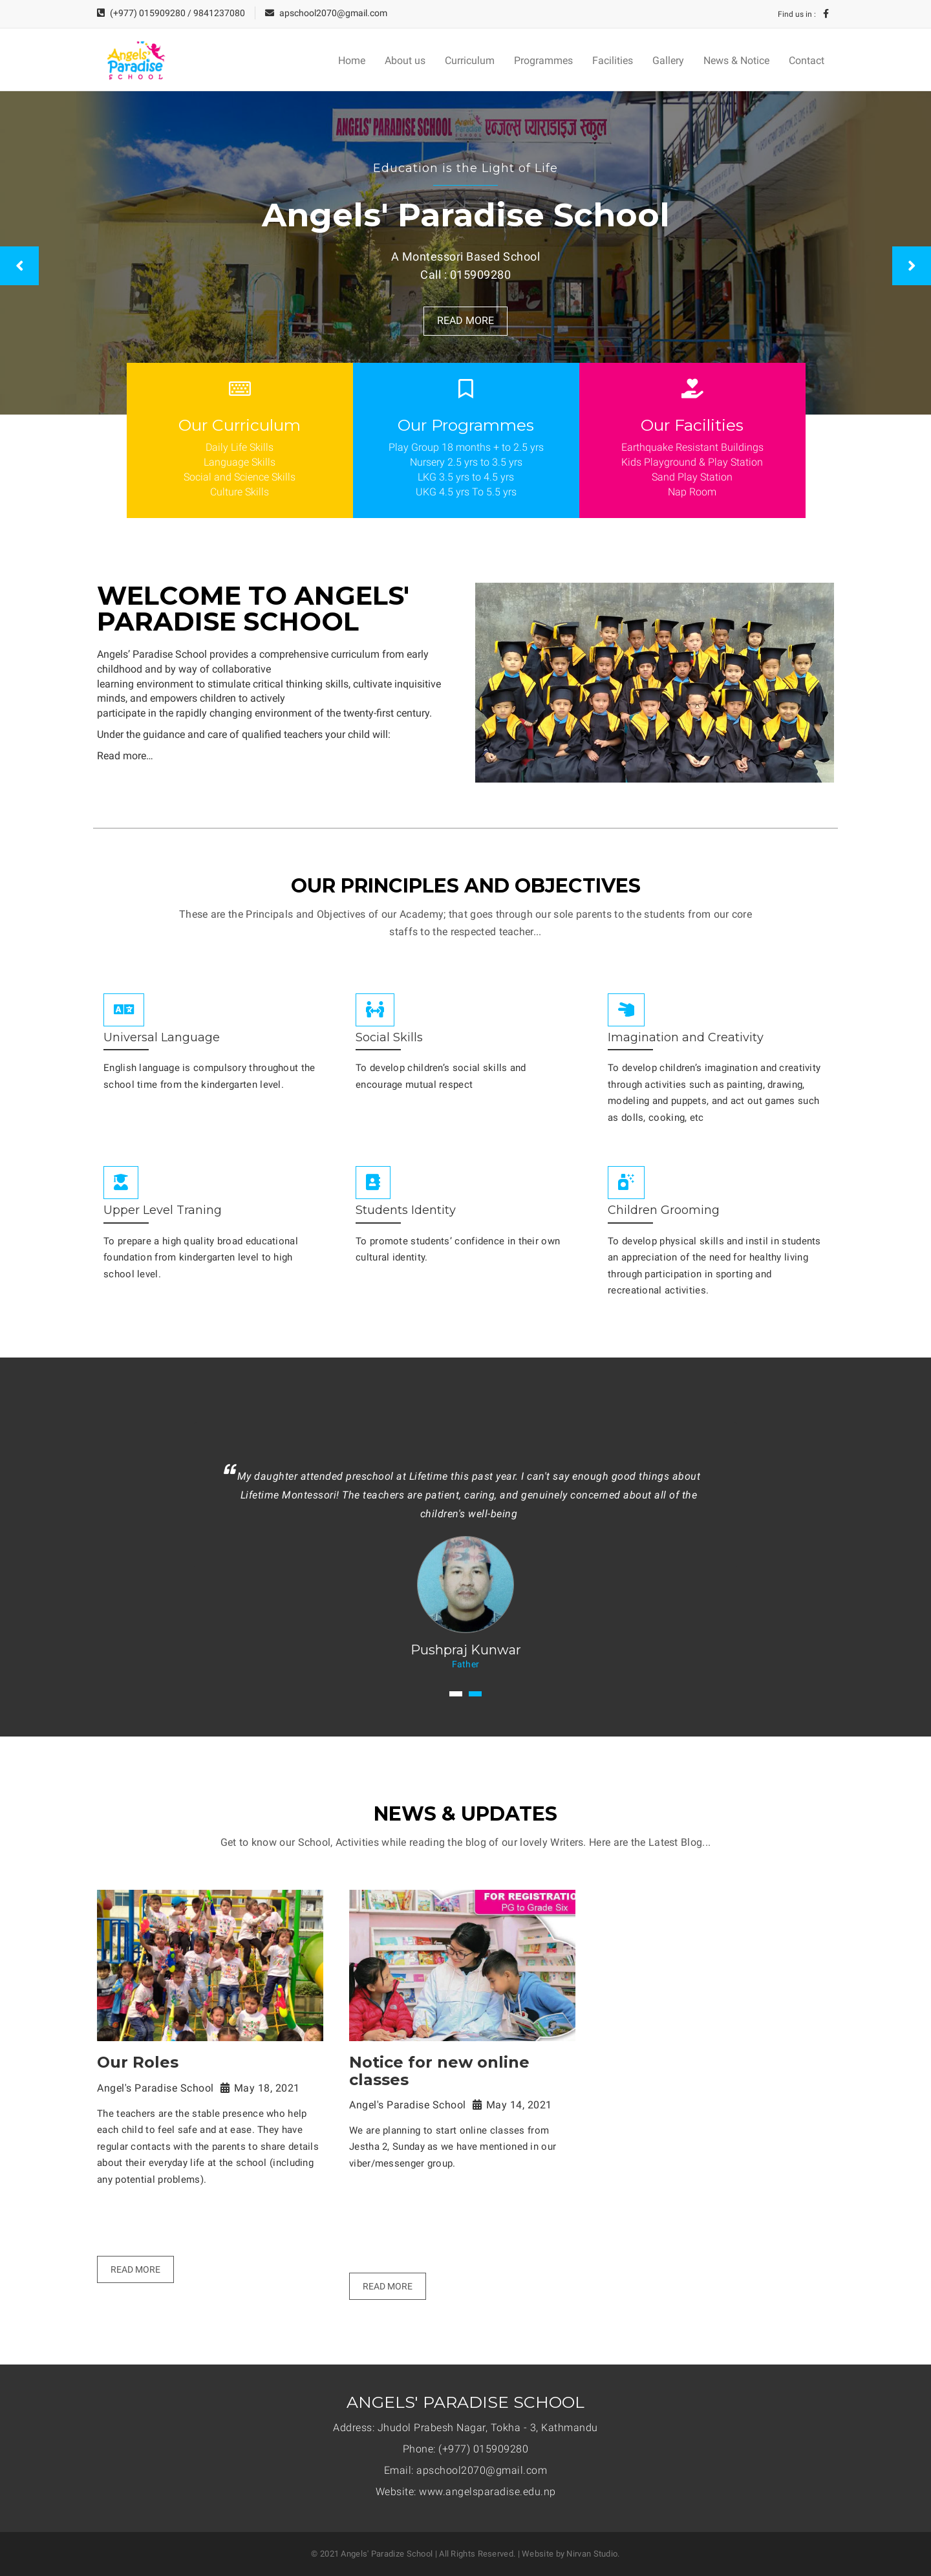 (+977) 015909280 / 9841237080
apschool2070@gmail.com
Find us in :
Angels'
Paradise
SCHOOL
Home
About us
Curriculum
Programmes
Facilities
Gallery
News & Notice
Contact
ANGELS PARADISE SCHOOL एन्जल्स प्याराडाइज स्कुल
Education is the Light of Life
Angels' Paradise School
A Montessori Based School
Call : 015909280
READ MORE
Our Curriculum
Daily Life Skills
Language Skills
Social and Science Skills
Culture Skills
Our Programmes
Play Group 18 months + to 2.5 yrs
Nursery 2.5 yrs to 3.5 yrs
LKG 3.5 yrs to 4.5 yrs
UKG 4.5 yrs To 5.5 yrs
Our Facilities
Earthquake Resistant Buildings
Kids Playground & Play Station
Sand Play Station
Nap Room
WELCOME TO ANGELS'
PARADISE SCHOOL
Angels’ Paradise School provides a comprehensive curriculum from early
childhood and by way of collaborative
learning environment to stimulate critical thinking skills, cultivate inquisitive
minds, and empowers children to actively
participate in the rapidly changing environment of the twenty-first century.
Under the guidance and care of qualified teachers your child will:
Read more…
OUR PRINCIPLES AND OBJECTIVES
These are the Principals and Objectives of our Academy; that goes through our sole parents to the students from our core
staffs to the respected teacher...
Universal Language
English language is compulsory throughout the
school time from the kindergarten level.
Social Skills
To develop children’s social skills and
encourage mutual respect
Imagination and Creativity
To develop children’s imagination and creativity
through activities such as painting, drawing,
modeling and puppets, and act out games such
as dolls, cooking, etc
Upper Level Traning
To prepare a high quality broad educational
foundation from kindergarten level to high
school level.
Students Identity
To promote students’ confidence in their own
cultural identity.
Children Grooming
To develop physical skills and instil in students
an appreciation of the need for healthy living
through participation in sporting and
recreational activities.
“ My daughter attended preschool at Lifetime this past year. I can't say enough good things about
Lifetime Montessori! The teachers are patient, caring, and genuinely concerned about all of the
children's well-being
Pushpraj Kunwar
Father
NEWS & UPDATES
Get to know our School, Activities while reading the blog of our lovely Writers. Here are the Latest Blog...
Our Roles
Angel's Paradise School May 18, 2021
The teachers are the stable presence who help
each child to feel safe and at ease. They have
regular contacts with the parents to share details
about their everyday life at the school (including
any potential problems).
READ MORE
FOR REGISTRATIO
PG to Grade Six
Notice for new online
classes
Angel's Paradise School May 14, 2021
We are planning to start online classes from
Jestha 2, Sunday as we have mentioned in our
viber/messenger group.
READ MORE
ANGELS' PARADISE SCHOOL
Address: Jhudol Prabesh Nagar, Tokha - 3, Kathmandu
Phone: (+977) 015909280
Email: apschool2070@gmail.com
Website: www.angelsparadise.edu.np
© 2021 Angels' Paradize School | All Rights Reserved. | Website by Nirvan Studio.